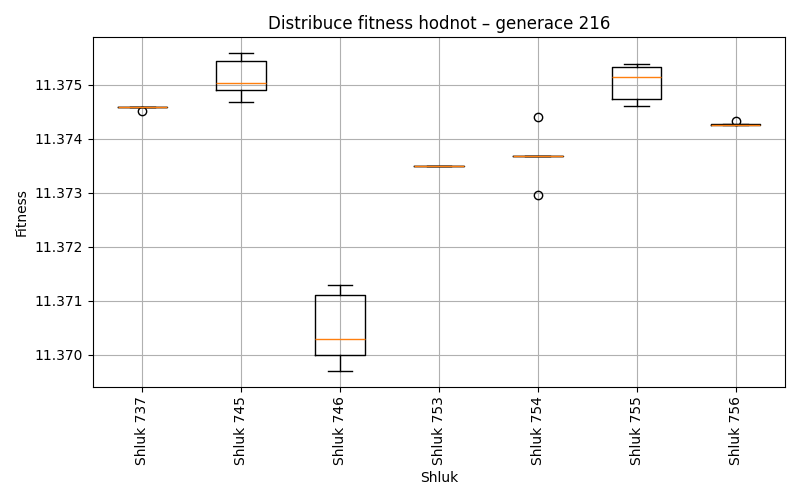 Distribuce fitness hodnot – generace 216
Fitness
11.375
11.374
11.373
11.372
11.371
11.370
Shluk 737
Shluk 745
Shluk 746
Shluk 753
Shluk 754
Shluk 755
Shluk 756
Shluk